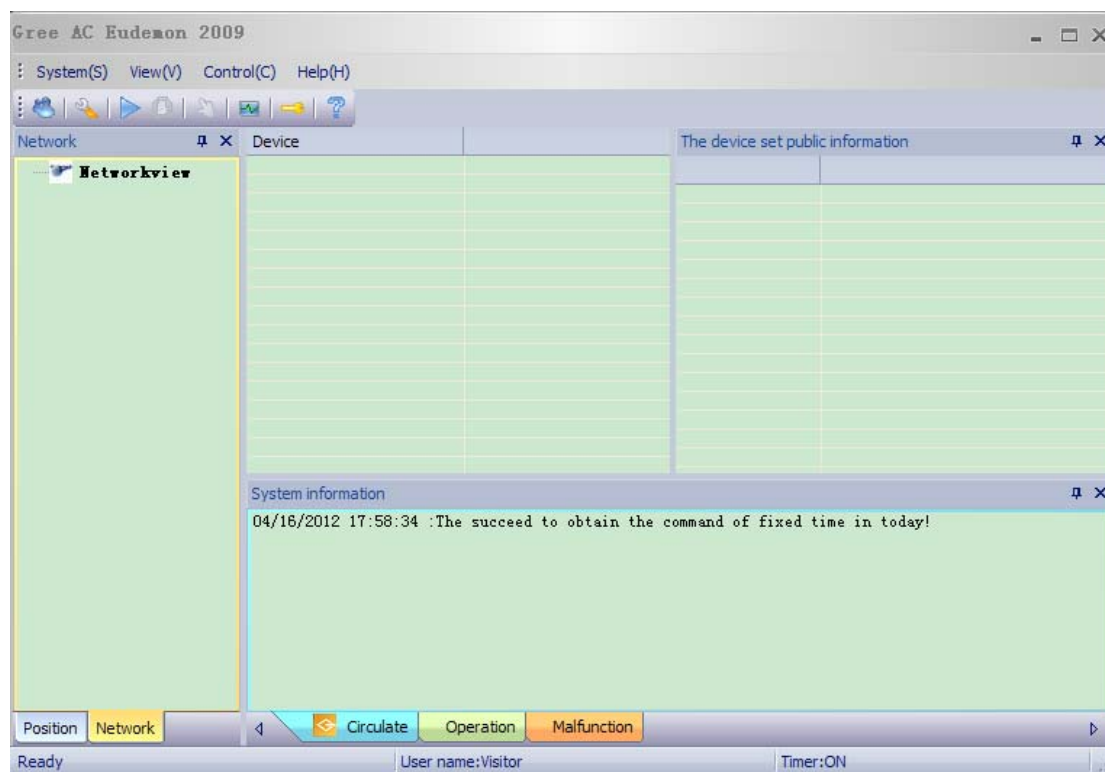 Gree AC Eudemon 2009
System(S) View(V) Control(C) Help(H)
Network
Device
The device set public information
Networkview
System information
04/16/2012 17:58:34 :The succeed to obtain the command of fixed time in today!
Position Network
Circulate Operation Malfunction
Ready User name:Visitor Timer:ON